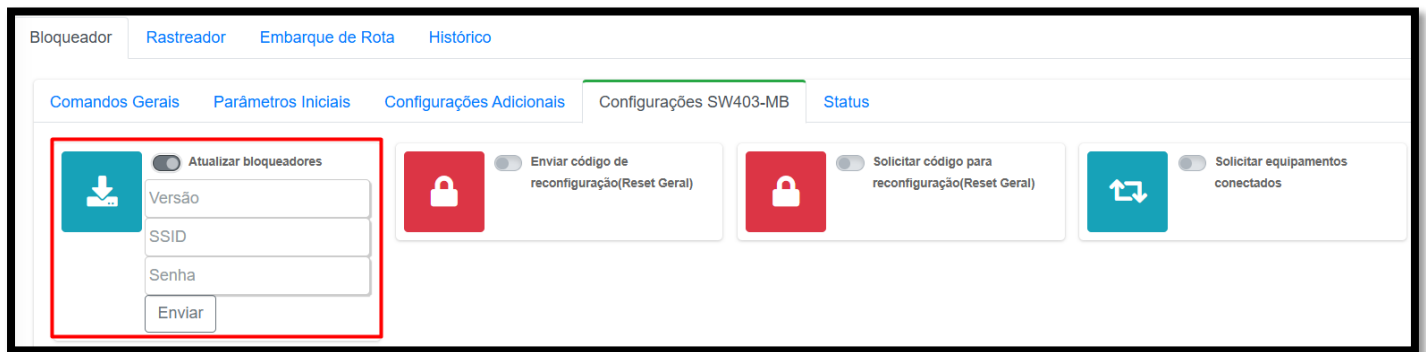 Bloqueador Rastreador Embarque de Rota Histórico
Comandos Gerais Parâmetros Iniciais Configurações Adicionais Configurações SW403-MB Status
Atualizar bloqueadores
Versão
SSID
Senha
Enviar
Enviar código de
reconfiguração(Reset Geral)
Solicitar código para
reconfiguração(Reset Geral)
Solicitar equipamentos
conectados